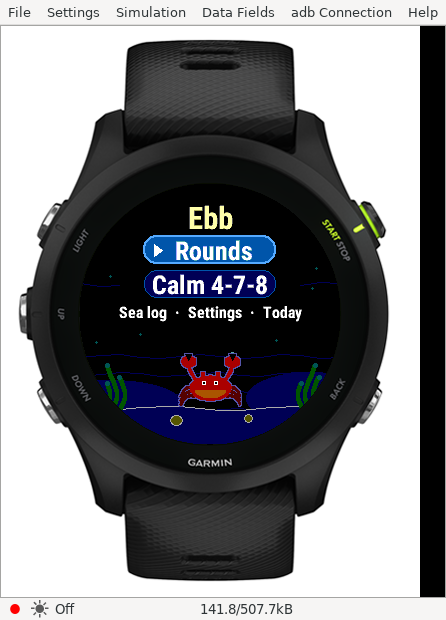 File Settings Simulation Data Fields adb Connection Help
LIGHT
START STOP
Ebb
Rounds
Calm 4-7-8
UP
Sea log · Settings · Today
DOWN
BACK
GARMIN
Off 141.8/507.7kB